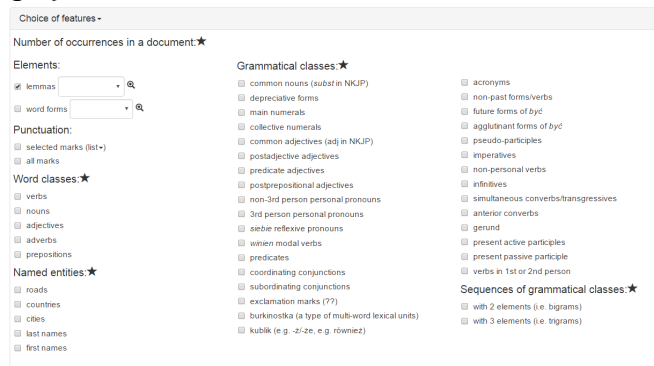 Choice of features
Number of occurrences in a document:★
Elements:
lemmas
word forms
Punctuation:
selected marks (list)
all marks
Word classes:★
verbs
nouns
adjectives
adverbs
prepositions
Named entities:★
roads
countries
cities
last names
first names
Grammatical classes:★
common nouns (subst in NKJP)
depreciative forms
main numerals
collective numerals
common adjectives (adj in NKJP)
postadjective adjectives
predicate adjectives
postprepositional adjectives
non-3rd person personal pronouns
3rd person personal pronouns
siebie reflexive pronouns
winien modal verbs
predicates
coordinating conjunctions
subordinating conjunctions
exclamation marks (??)
burkinostka (a type of multi-word lexical units)
kublik (e.g. -ż/-że, e.g. również)
acronyms
non-past forms/verbs
future forms of być
agglutinant forms of być
pseudo-participles
imperatives
non-personal verbs
infinitives
simultaneous converbs/transgressives
anterior converbs
gerund
present active participles
present passive participle
verbs in 1st or 2nd person
Sequences of grammatical classes:★
with 2 elements (i.e. bigrams)
with 3 elements (i.e. trigrams)